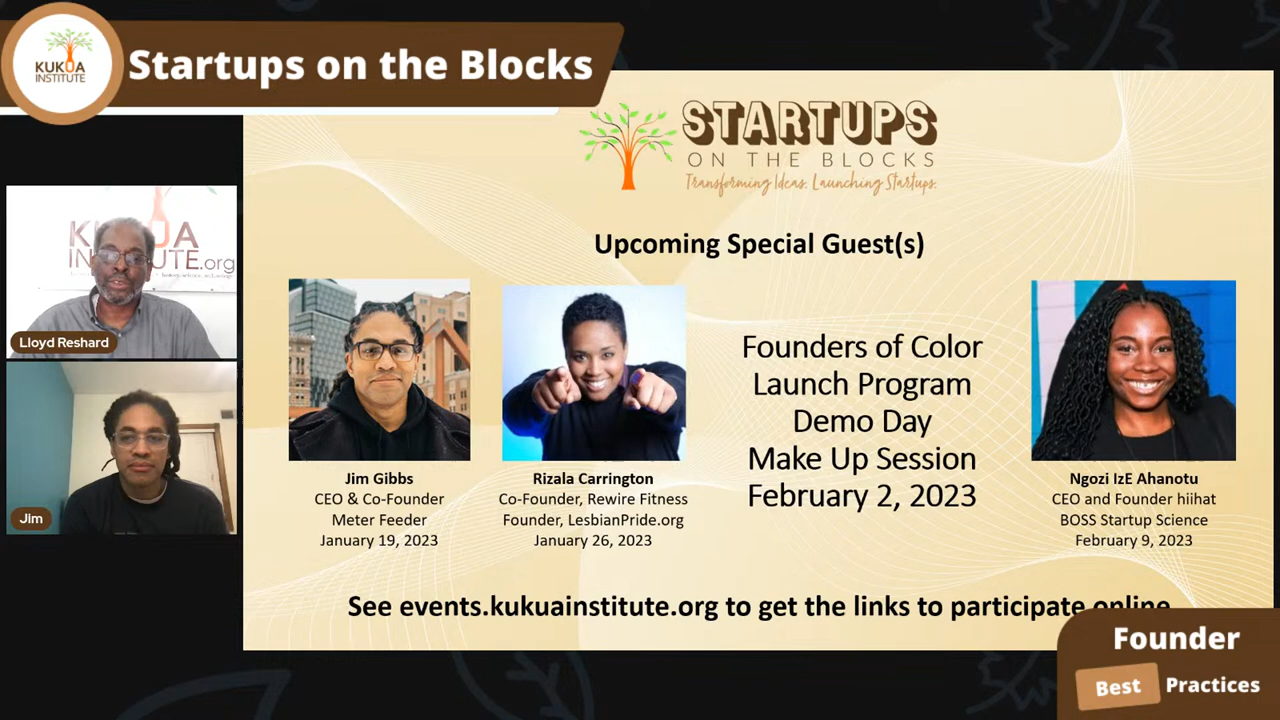 KUKUA
INSTITUTE
Startups on the Blocks
STARTUPS
ON THE BLOCKS
Transforming Ideas. Launching Startups.
Upcoming Special Guest(s)
KUKUA
INSTITUTE.org
Lloyd Reshard
Jim
Jim Gibbs
CEO & Co-Founder
Meter Feeder
January 19, 2023
Rizala Carrington
Co-Founder, Rewire Fitness
Founder, LesbianPride.org
January 26, 2023
Founders of Color
Launch Program
Demo Day
Make Up Session
February 2, 2023
Ngozi IzE Ahanotu
CEO and Founder hiihat
BOSS Startup Science
February 9, 2023
See events.kukuainstitute.org to get the links to participate online
Founder
Best Practices